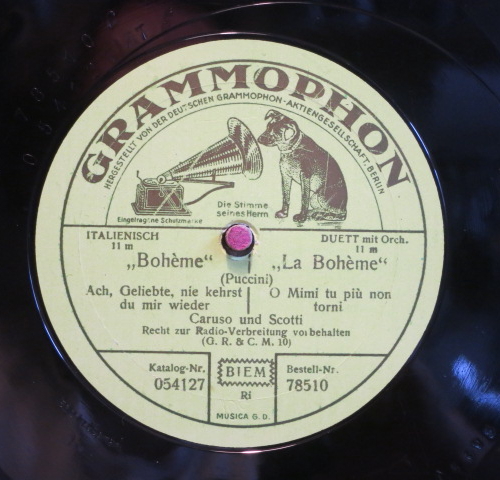 GRAMMOPHON
HERGESTELLT VON DER DEUTSCHEN GRAMMOPHON-AKTIENGESELLSCHAFT, BERLIN
Die Stimme
seines Herrn
Eingetragene Schutzmarke
ITALIENISCH
11 m
DUETT mit Orch.
11 m
„Bohème“ „La Bohème“
(Puccini)
Ach, Geliebte, nie kehrst
du mir wieder
O Mimi tu più non
torni
Caruso und Scotti
Recht zur Radio-Verbreitung vorbehalten
(G. R. & C. M. 10)
Katalog-Nr.
054127
BIEM
Ri
Bestell-Nr.
78510
MUSICA G. D.